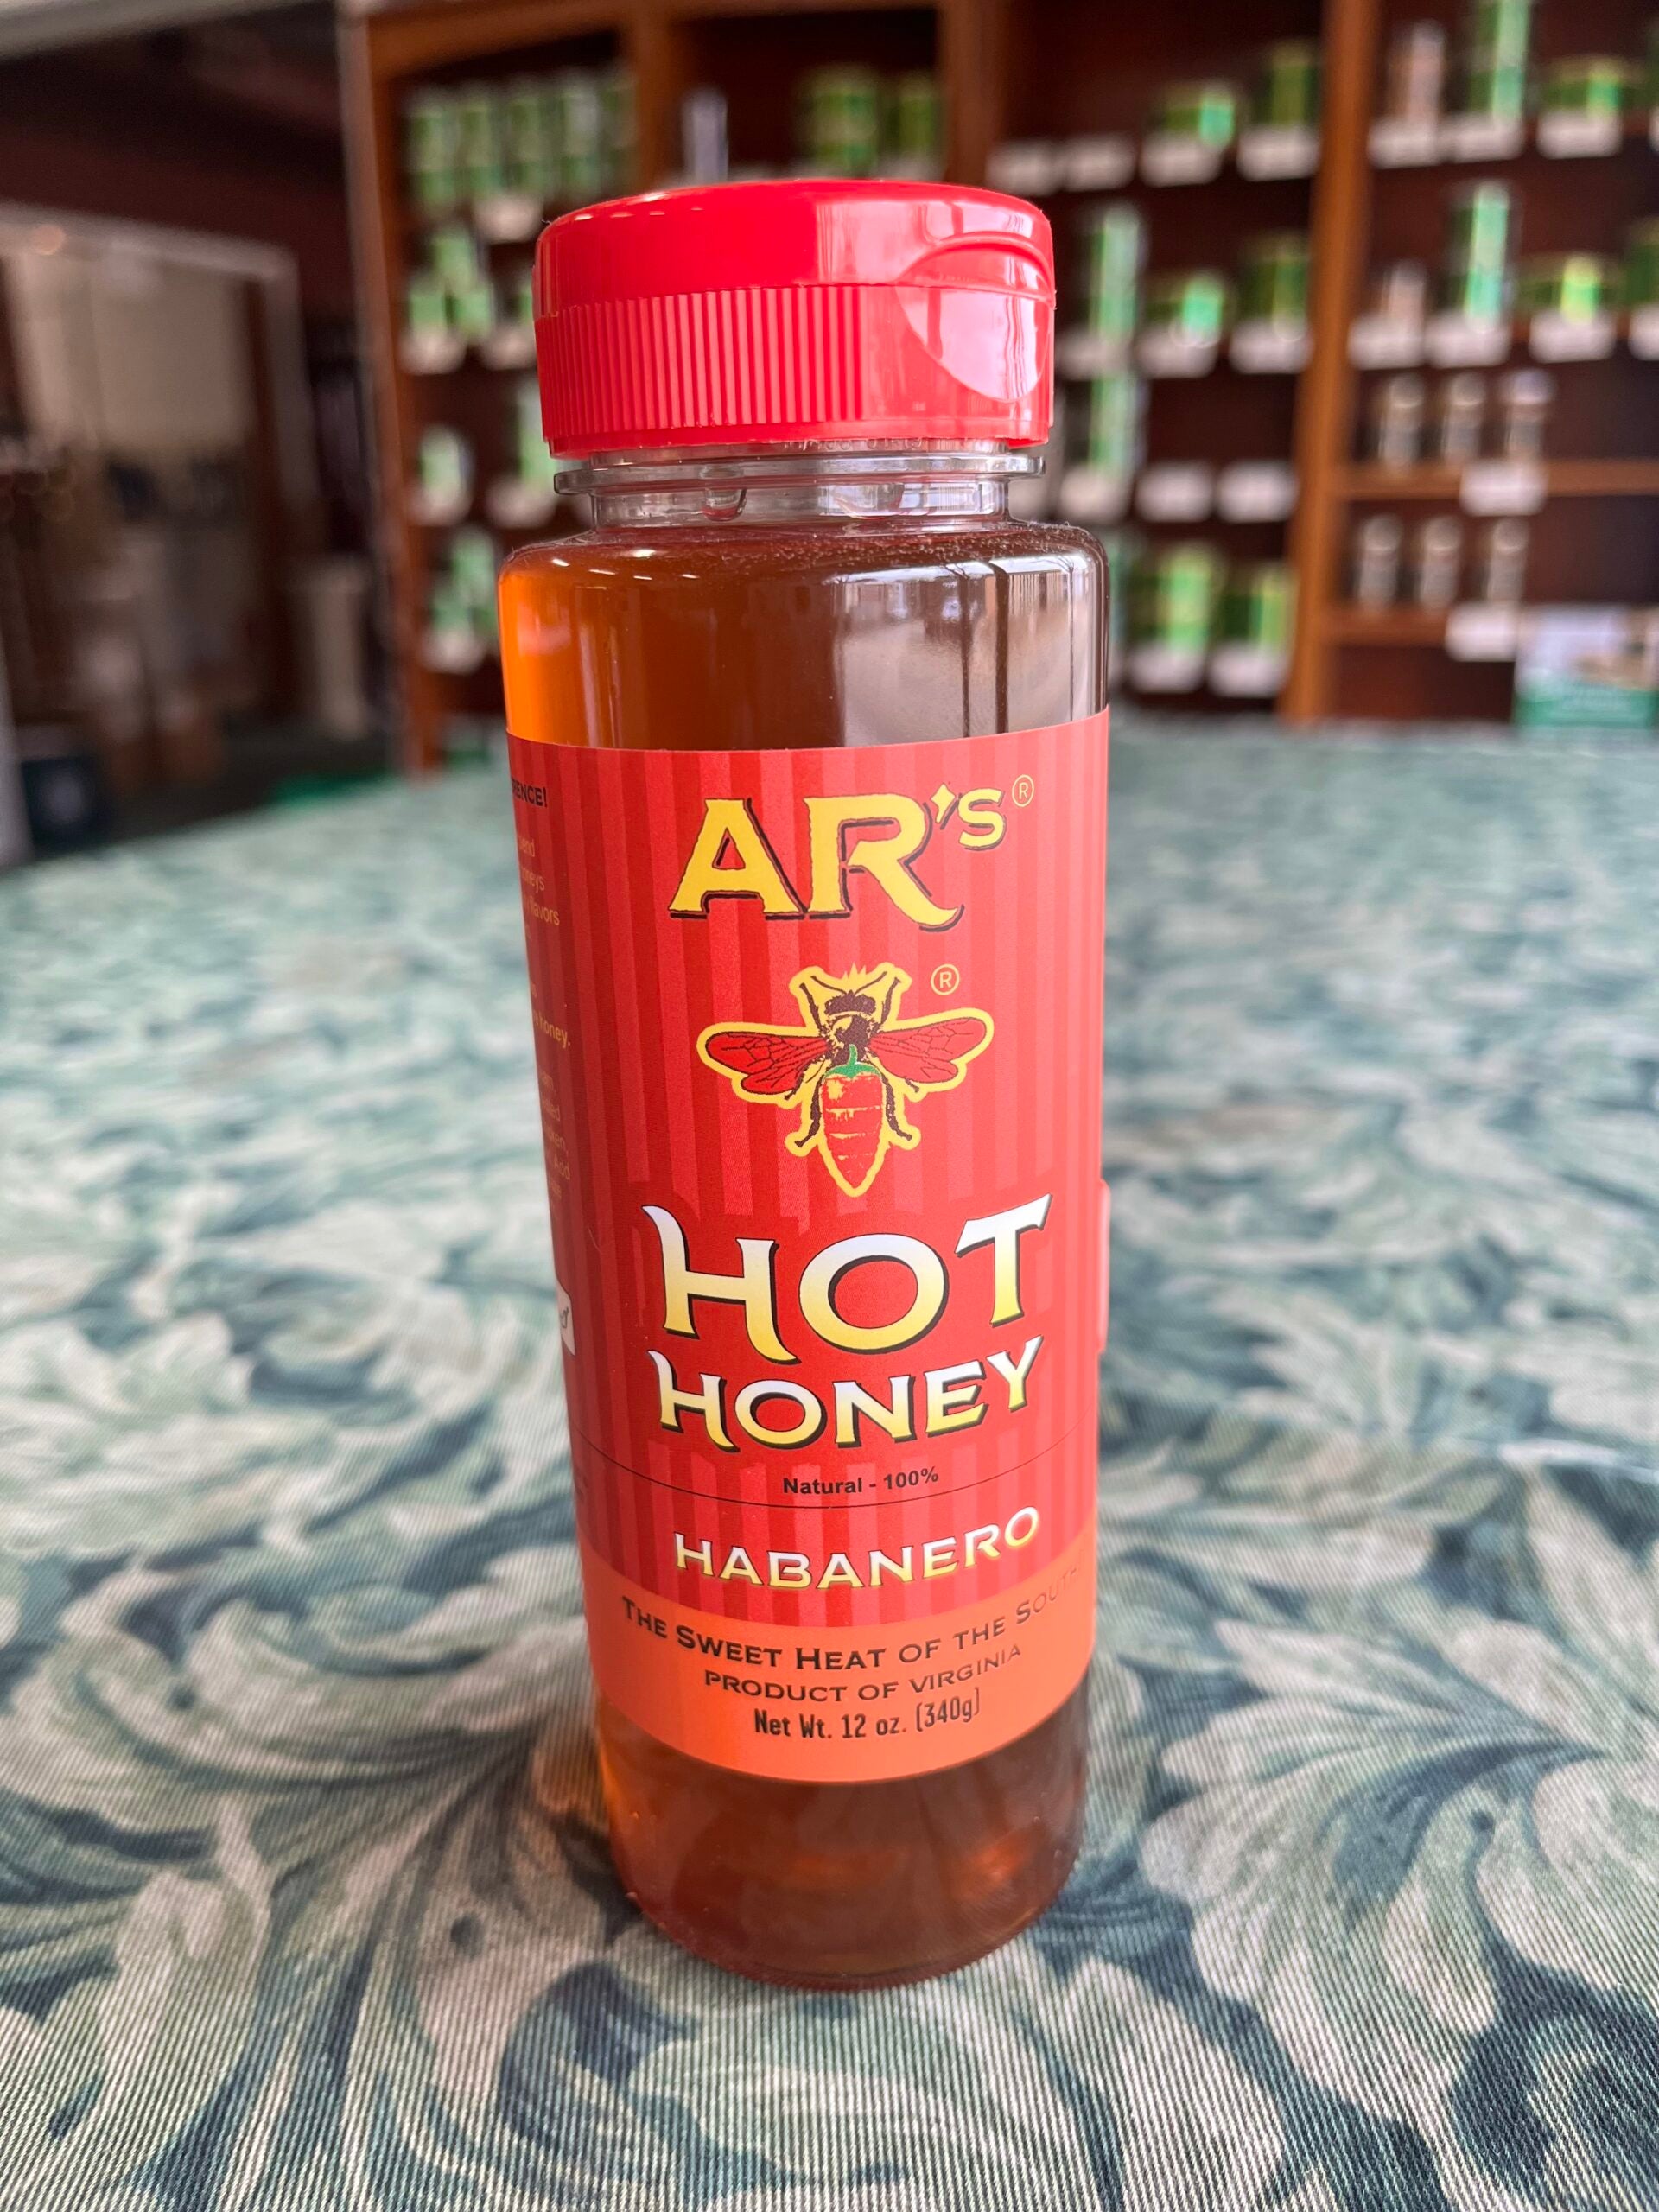 AR's®
®
HOT
HONEY
Natural - 100%
HABANERO
THE SWEET HEAT OF THE SOUTH
PRODUCT OF VIRGINIA
Net Wt. 12 oz. (340g)
honey.